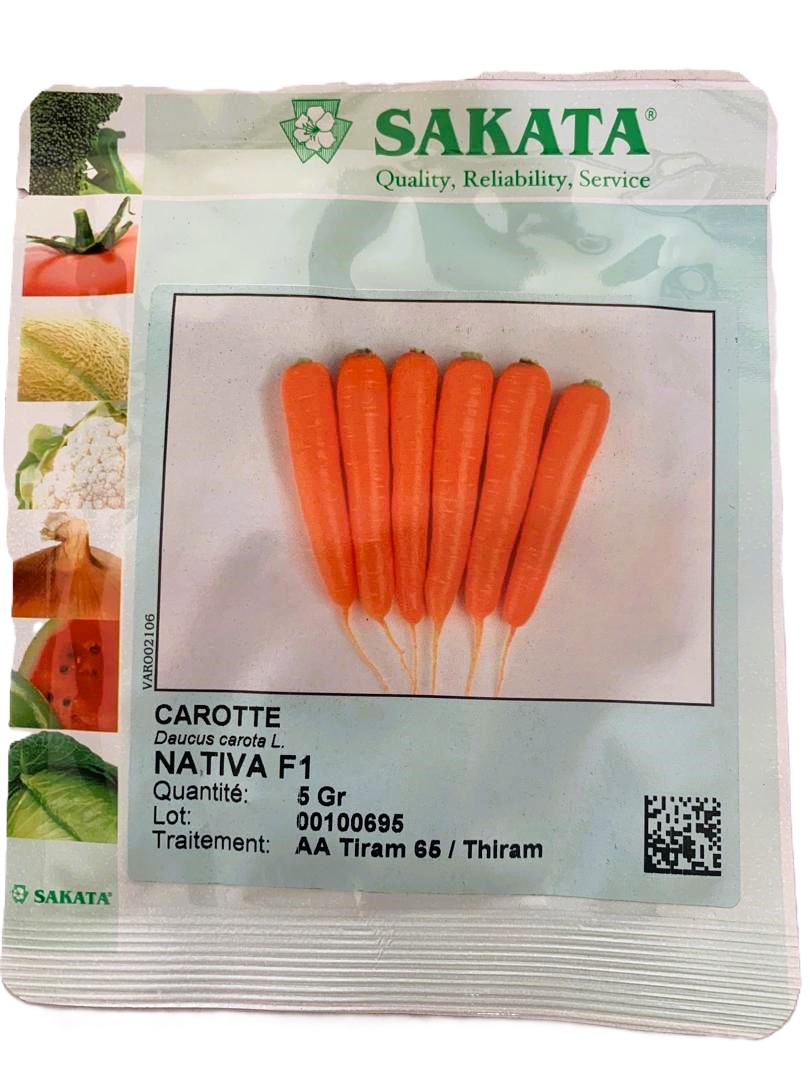 SAKATA®
Quality, Reliability, Service
VAR002106
CAROTTE
Daucus carota L.
NATIVA F1
Quantité: 5 Gr
Lot: 00100695
Traitement: AA Tiram 65 / Thiram
SAKATA®